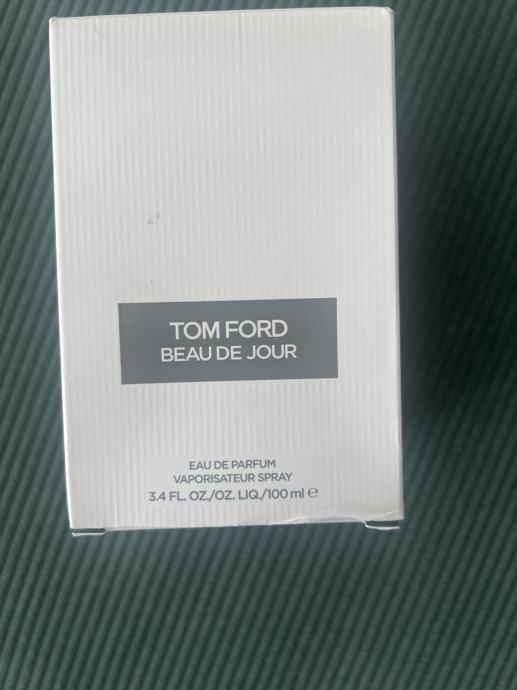 TOM FORD
BEAU DE JOUR
EAU DE PARFUM
VAPORISATEUR SPRAY
3.4 FL. OZ./OZ. LIQ./100 ml ℮